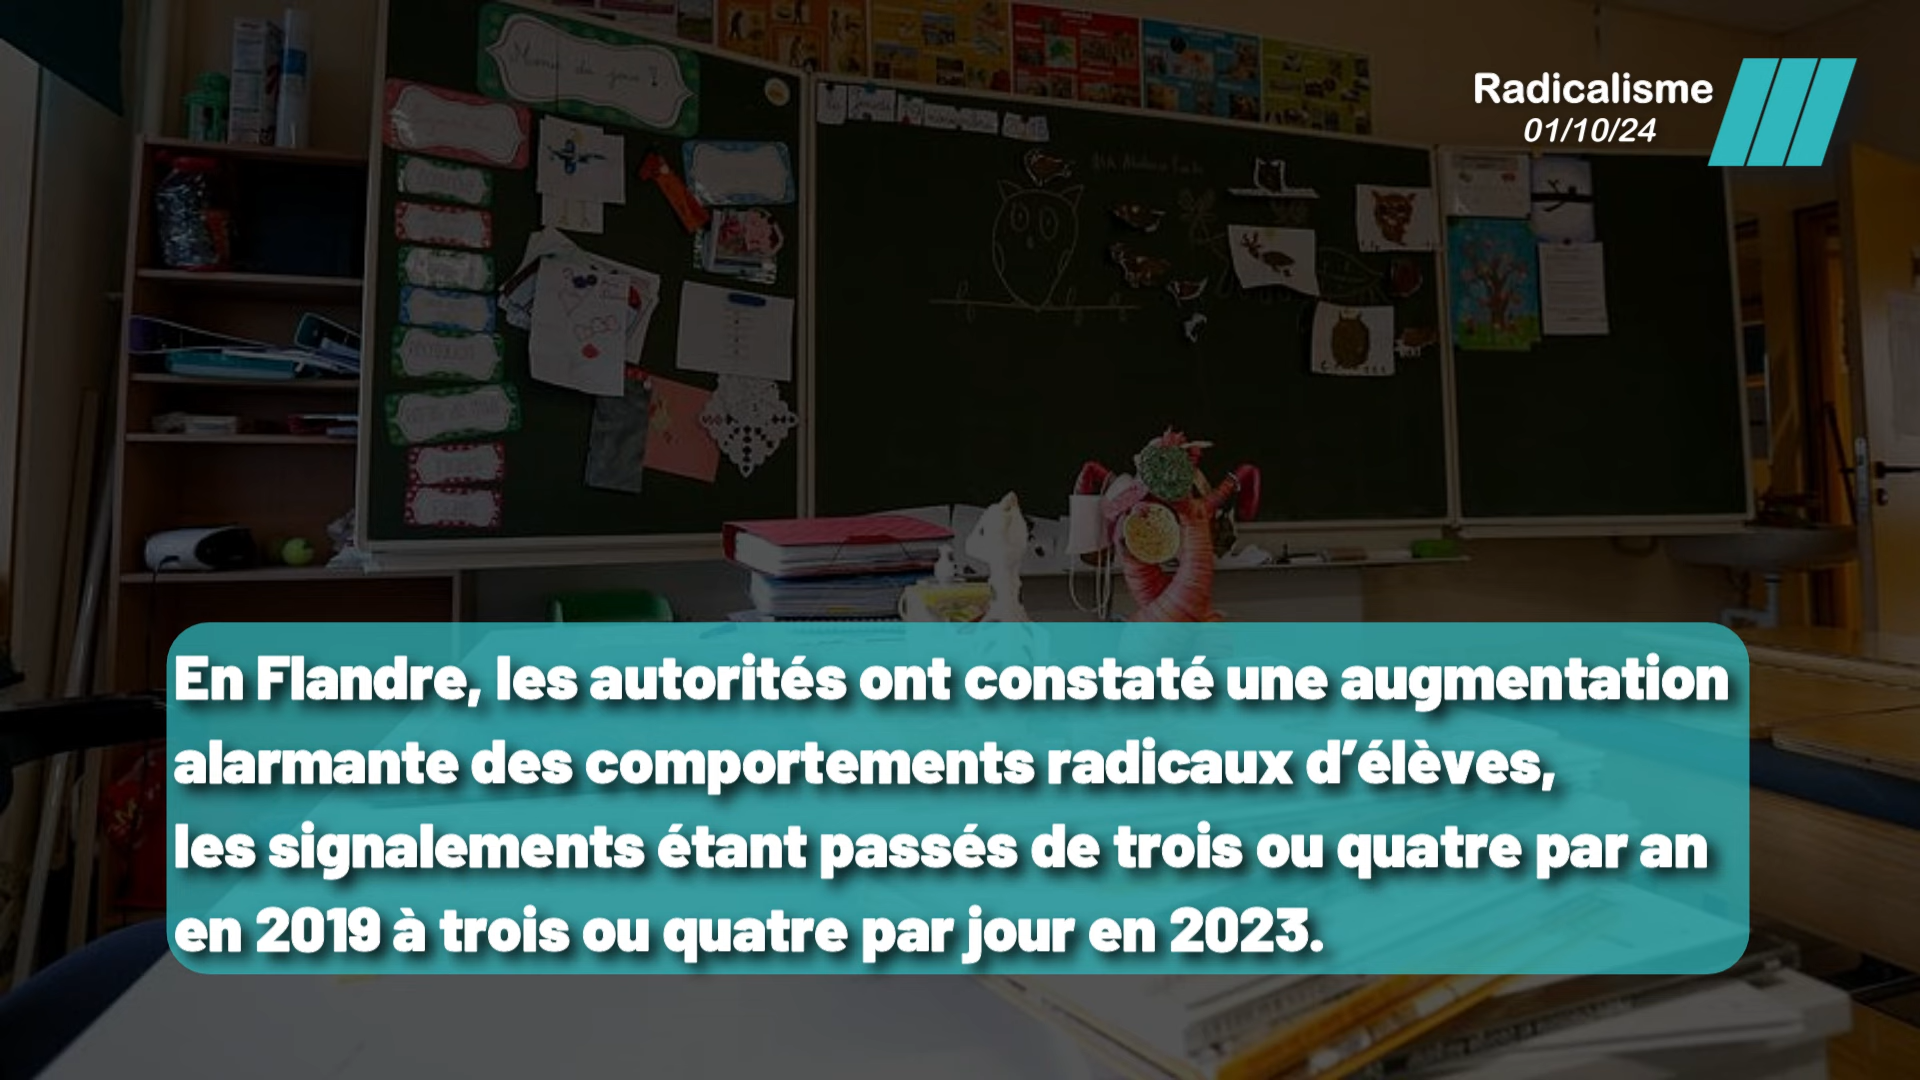 Radicalisme
01/10/24
En Flandre, les autorités ont constaté une augmentation
alarmante des comportements radicaux d’élèves,
les signalements étant passés de trois ou quatre par an
en 2019 à trois ou quatre par jour en 2023.